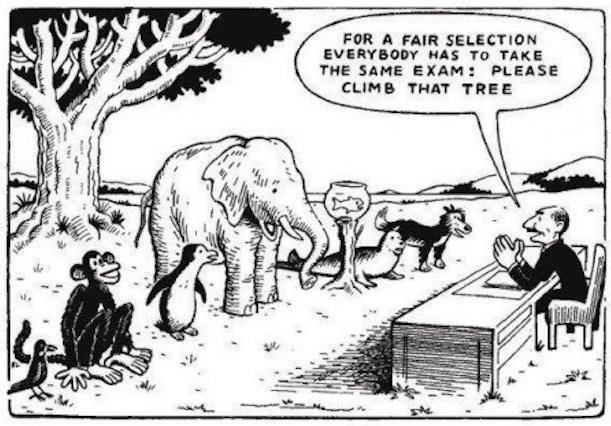 FOR A FAIR SELECTION
EVERYBODY HAS TO TAKE
THE SAME EXAM: PLEASE
CLIMB THAT TREE